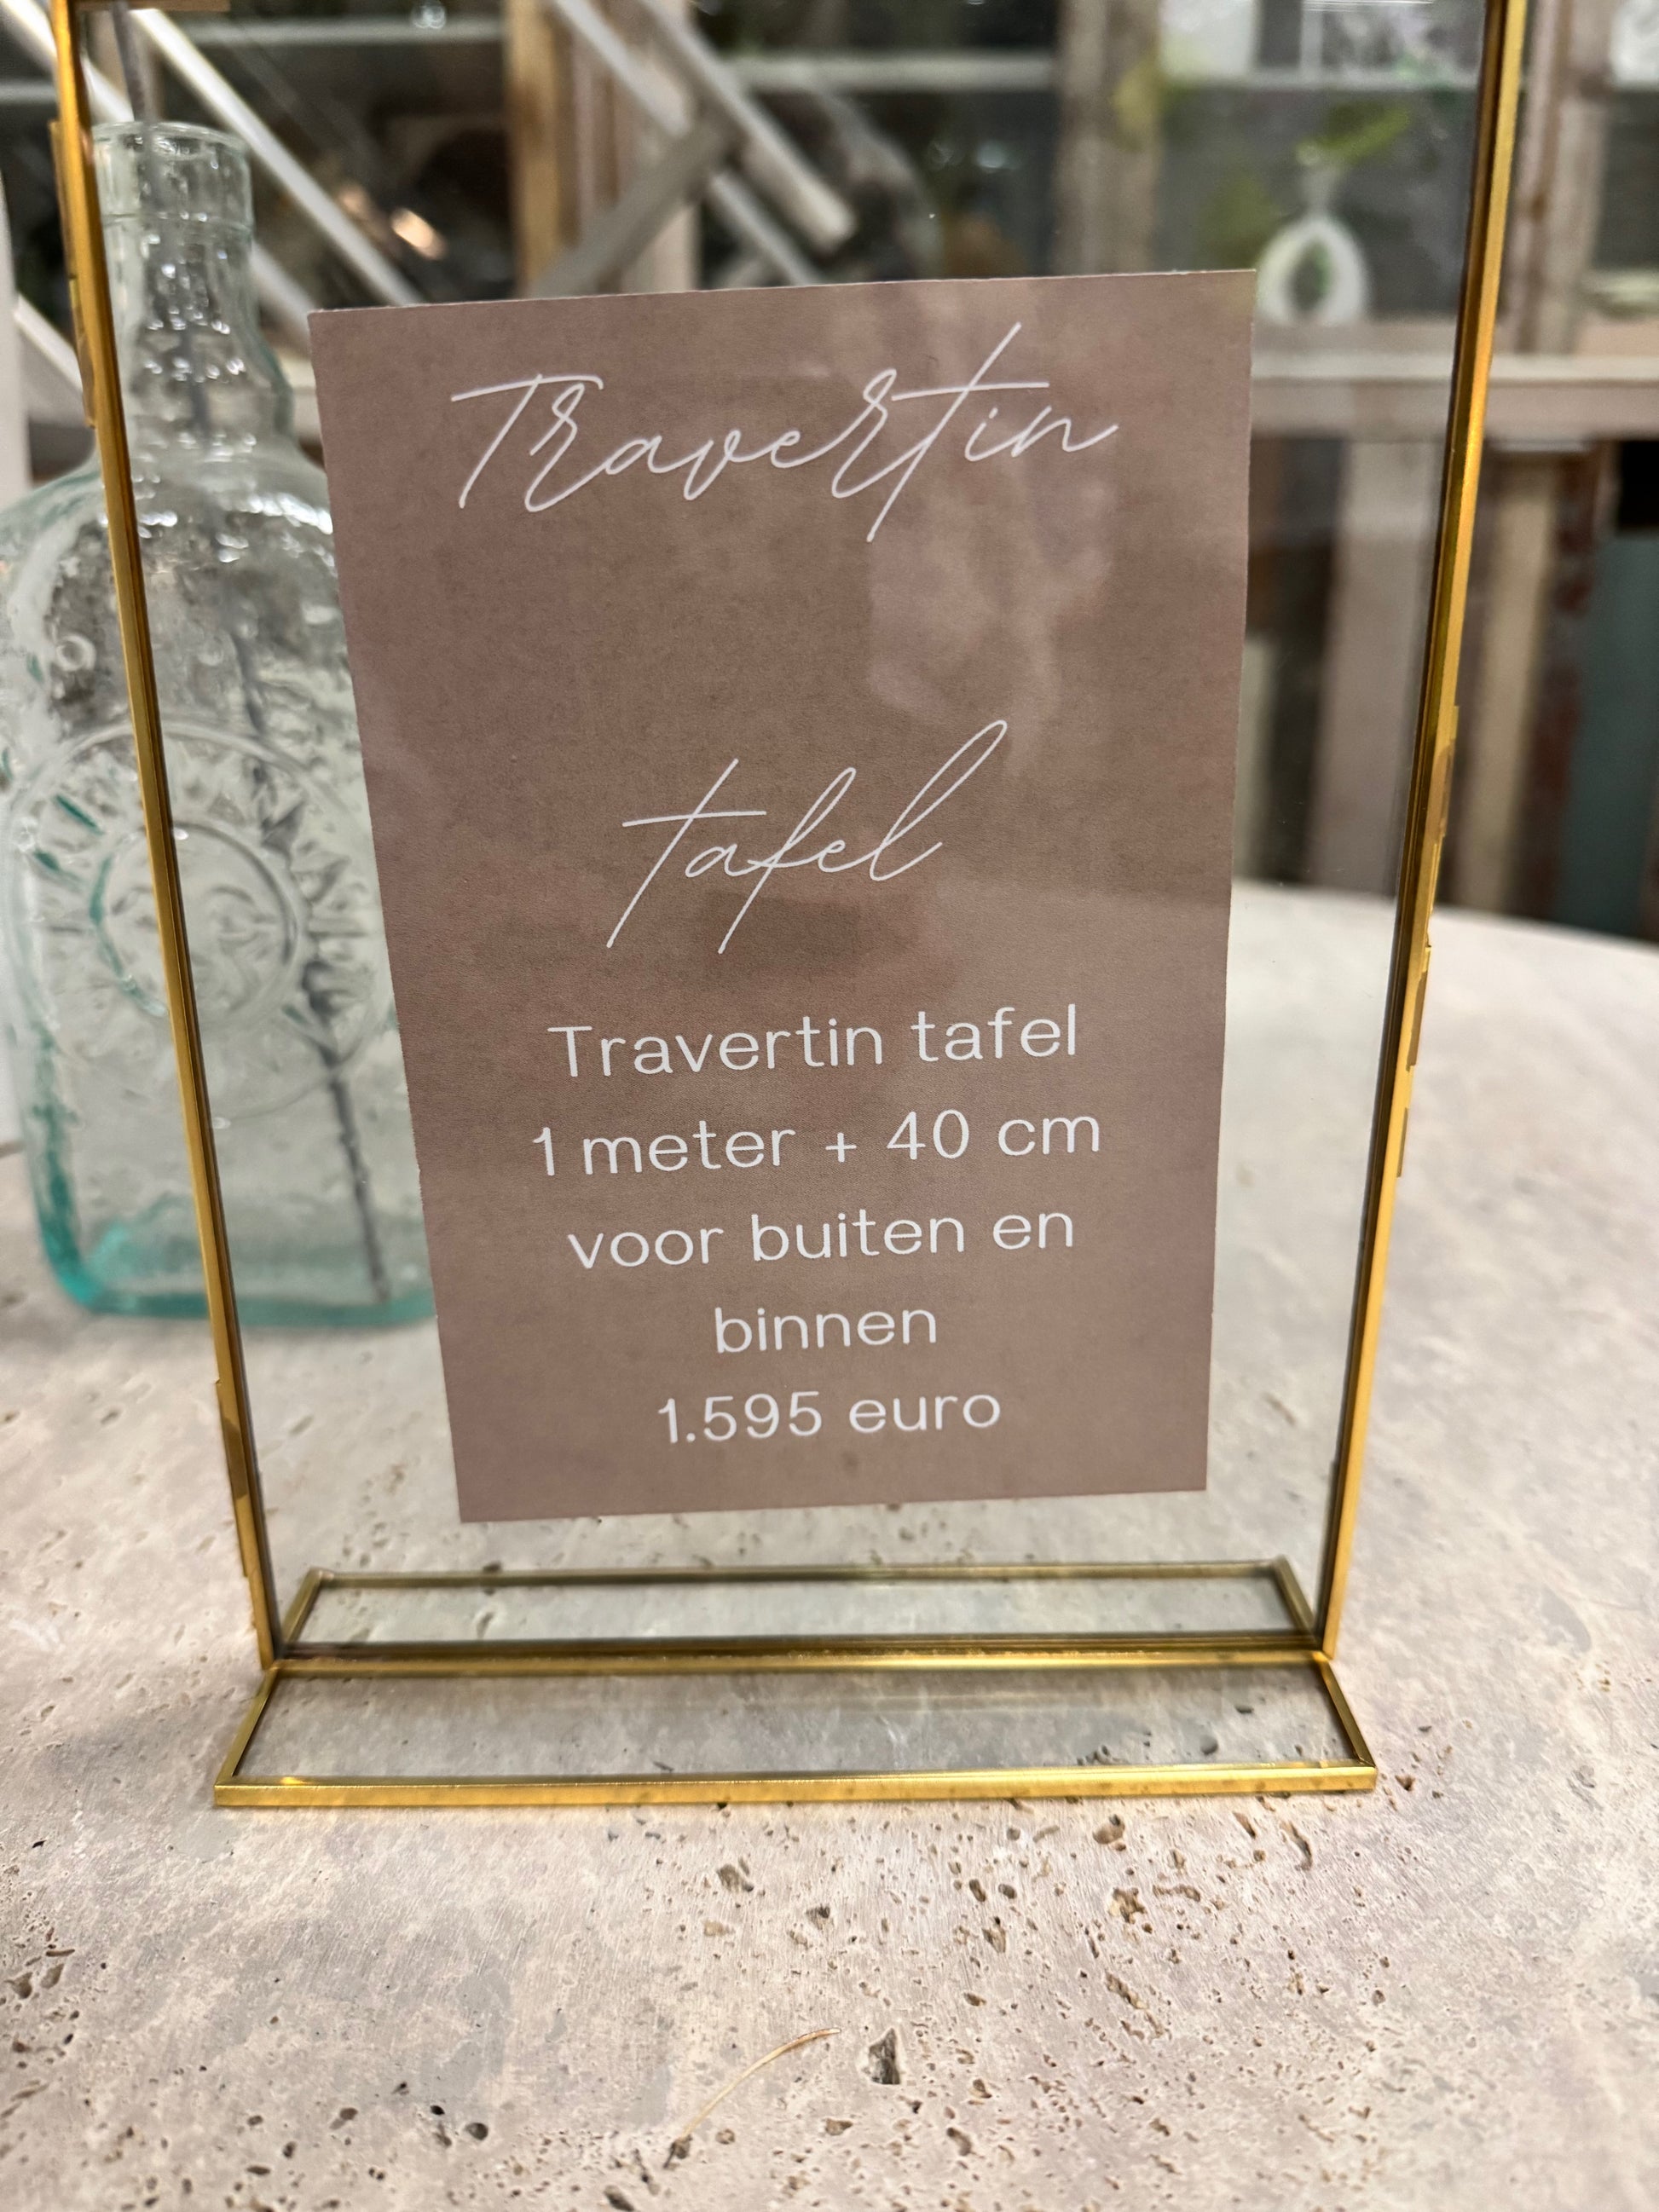 Travertin
tafel
Travertin tafel
1 meter + 40 cm
voor buiten en
binnen
1.595 euro